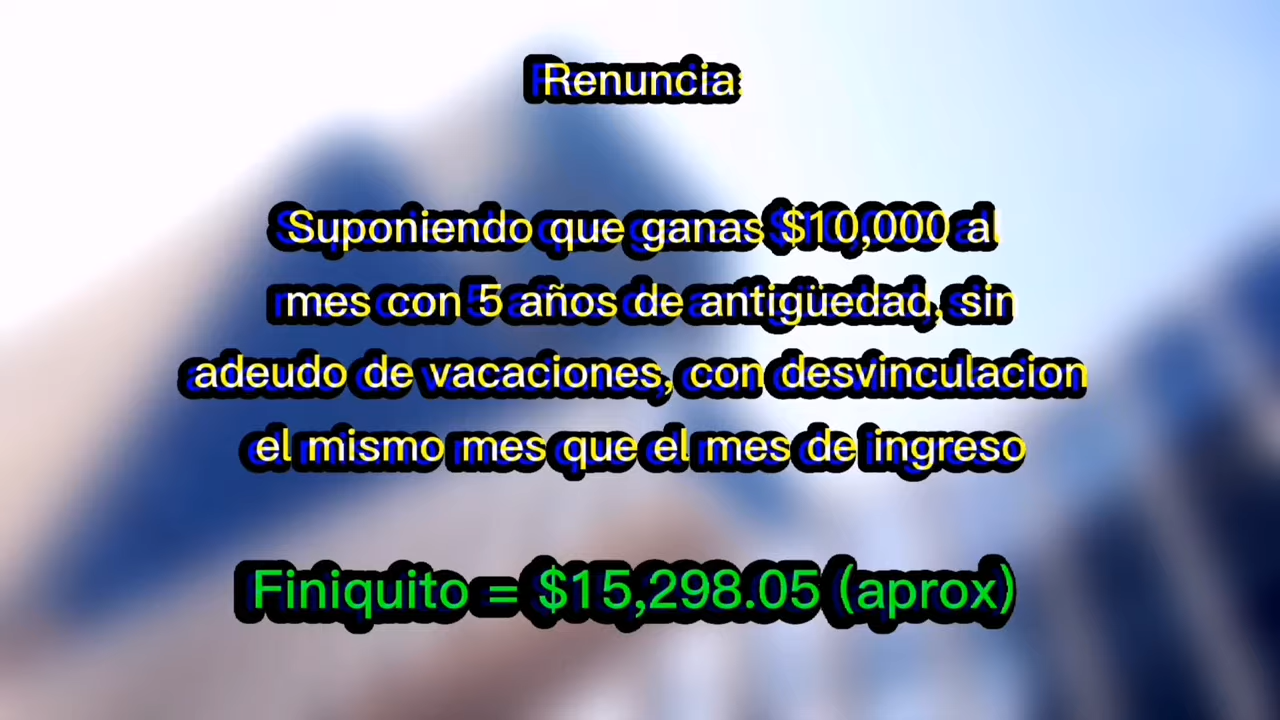 Renuncia:
Suponiendo que ganas $10,000 al
mes con 5 años de antigüedad, sin
adeudo de vacaciones, con desvinculacion
el mismo mes que el mes de ingreso
Finiquito = $15,298.05 (aprox)